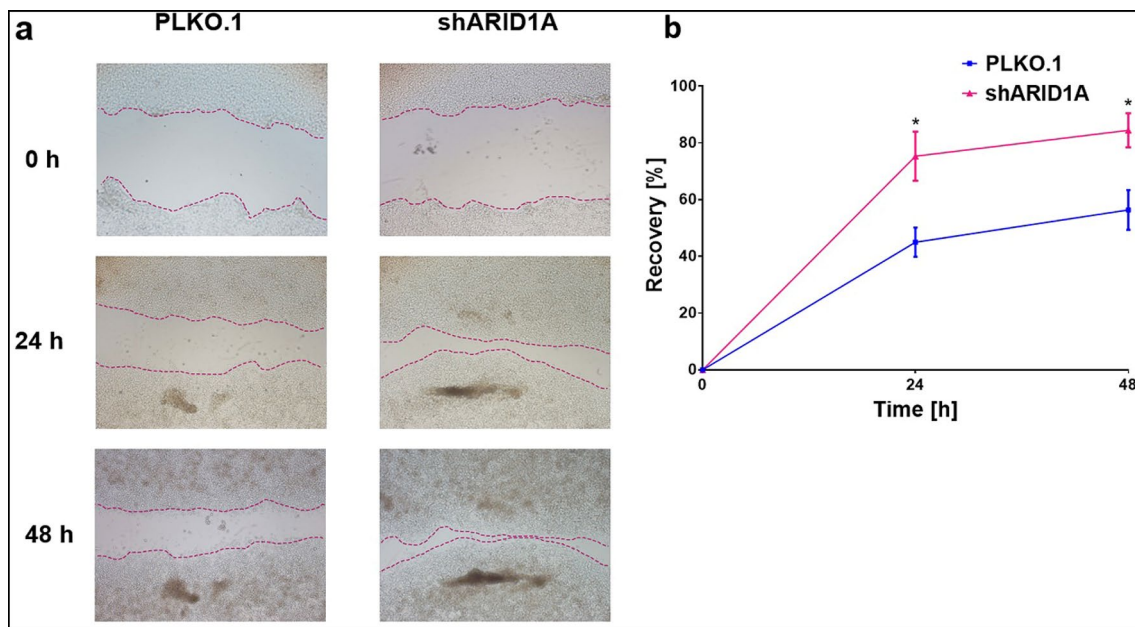 a
PLKO.1
shARID1A
0 h
24 h
48 h
b
PLKO.1
shARID1A
Recovery [%]
100
80
60
40
20
0
*
*
0
24
48
Time [h]